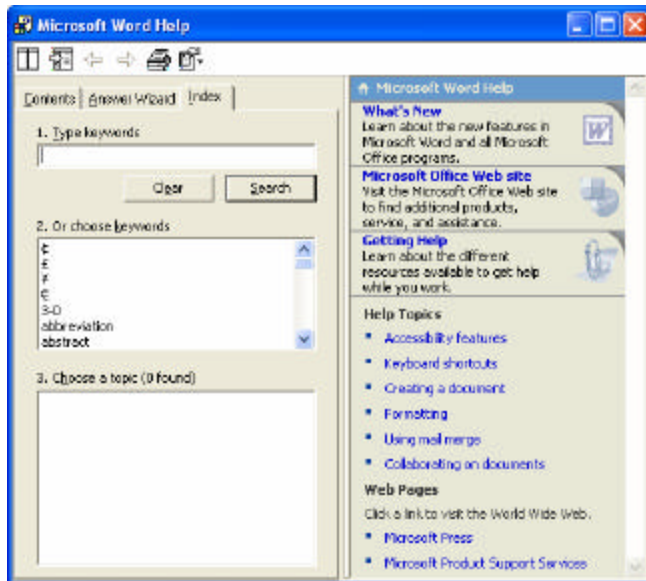 Microsoft Word Help
Contents
Answer Wizard
Index
1. Type keywords
Clear
Search
2. Or choose keywords
¢
£
¥
€
3-D
abbreviation
abstract
3. Choose a topic (0 found)
Microsoft Word Help
What's New
Learn about the new features in
Microsoft Word and all Microsoft
Office programs.
Microsoft Office Web site
Visit the Microsoft Office Web site
to find additional products,
service, and assistance.
Getting Help
Learn about the different
resources available to get help
while you work.
Help Topics
Accessibility features
Keyboard shortcuts
Creating a document
Formatting
Using mail merge
Collaborating on documents
Web Pages
Click a link to visit the World Wide Web.
Microsoft Press
Microsoft Product Support Services